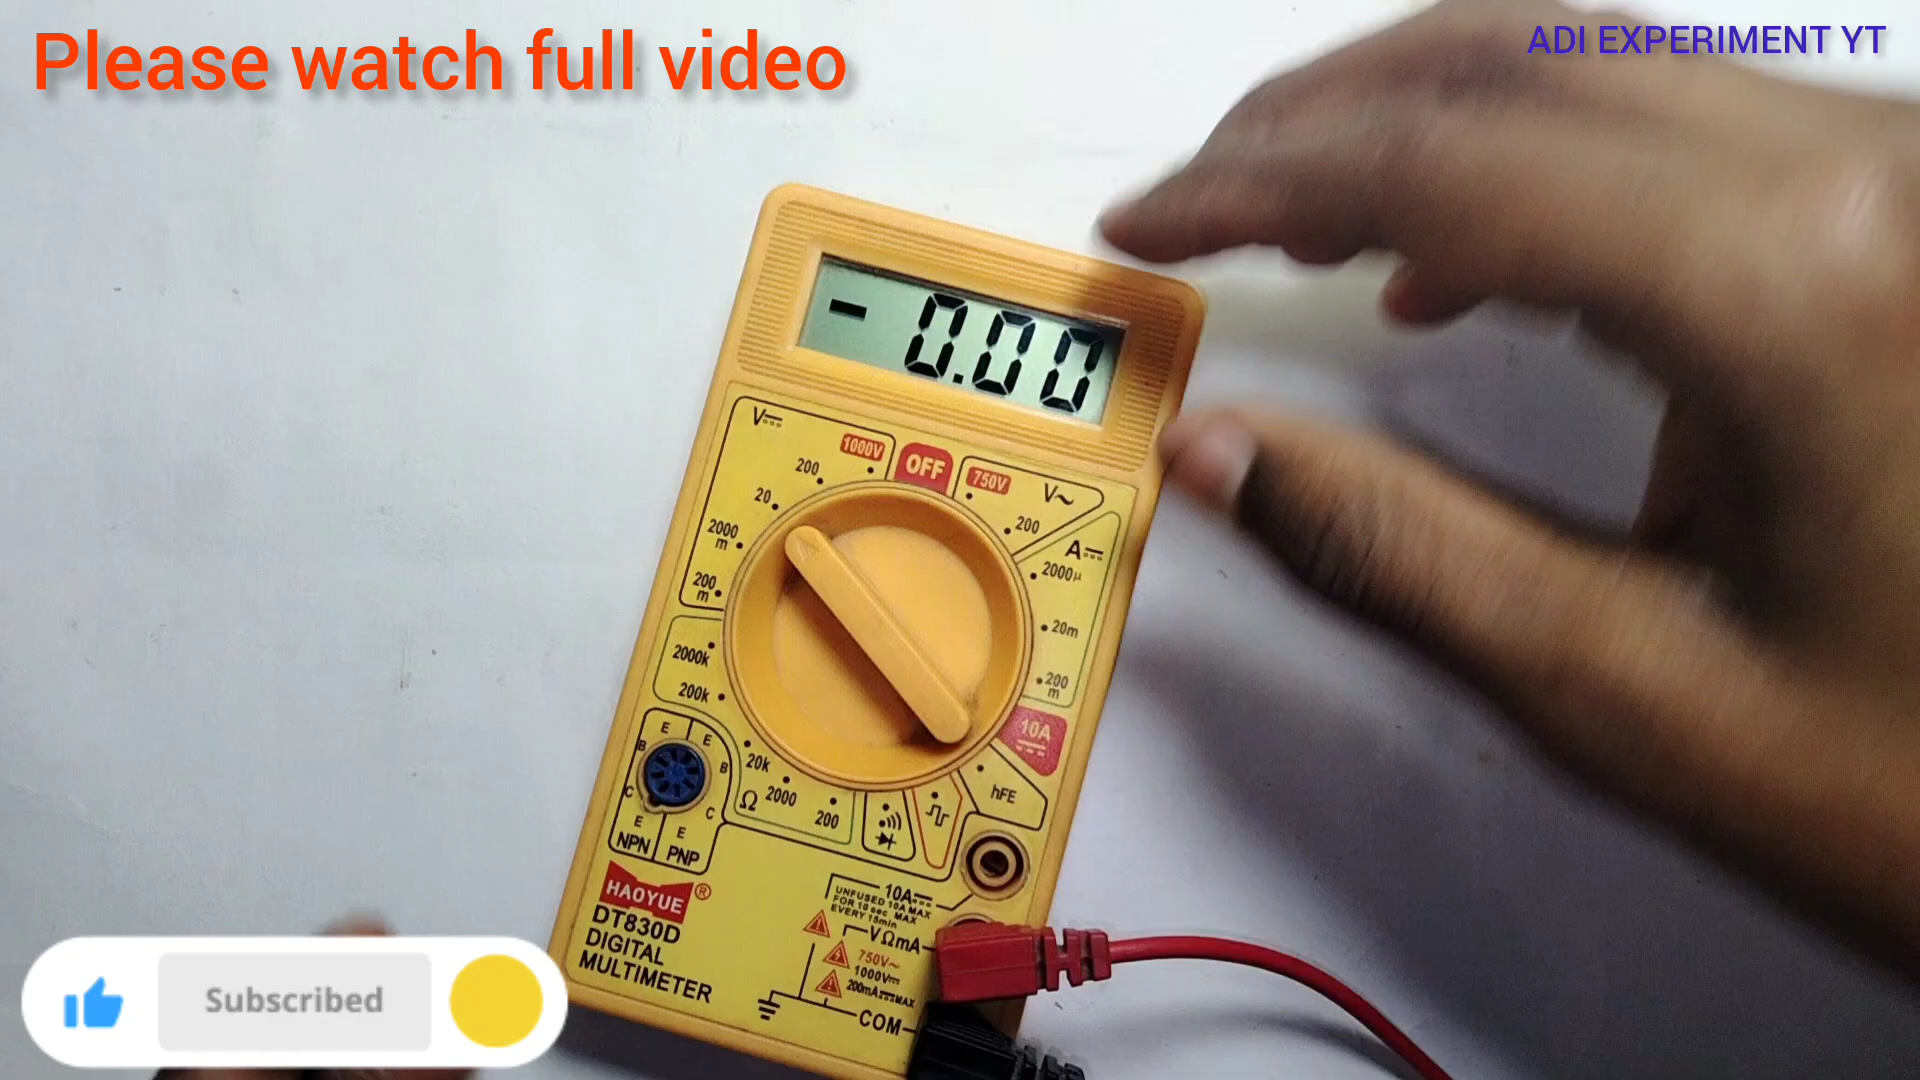 Please watch full video
ADI EXPERIMENT YT
- 0.00
V
1000V
OFF
750V
V~
200
200
20
2000
m
200
m
A
2000µ
20m
200
m
10A
2000k
200k
20k
2000
200
Ω
hFE
E
E
B
B
C
C
E
E
NPN
PNP
HAOYUE ®
DT830D
DIGITAL
MULTIMETER
10A
UNFUSED 10A MAX
FOR 10 sec MAX
EVERY 15min
VΩmA
750V~
1000V
200mA MAX
COM
Subscribed